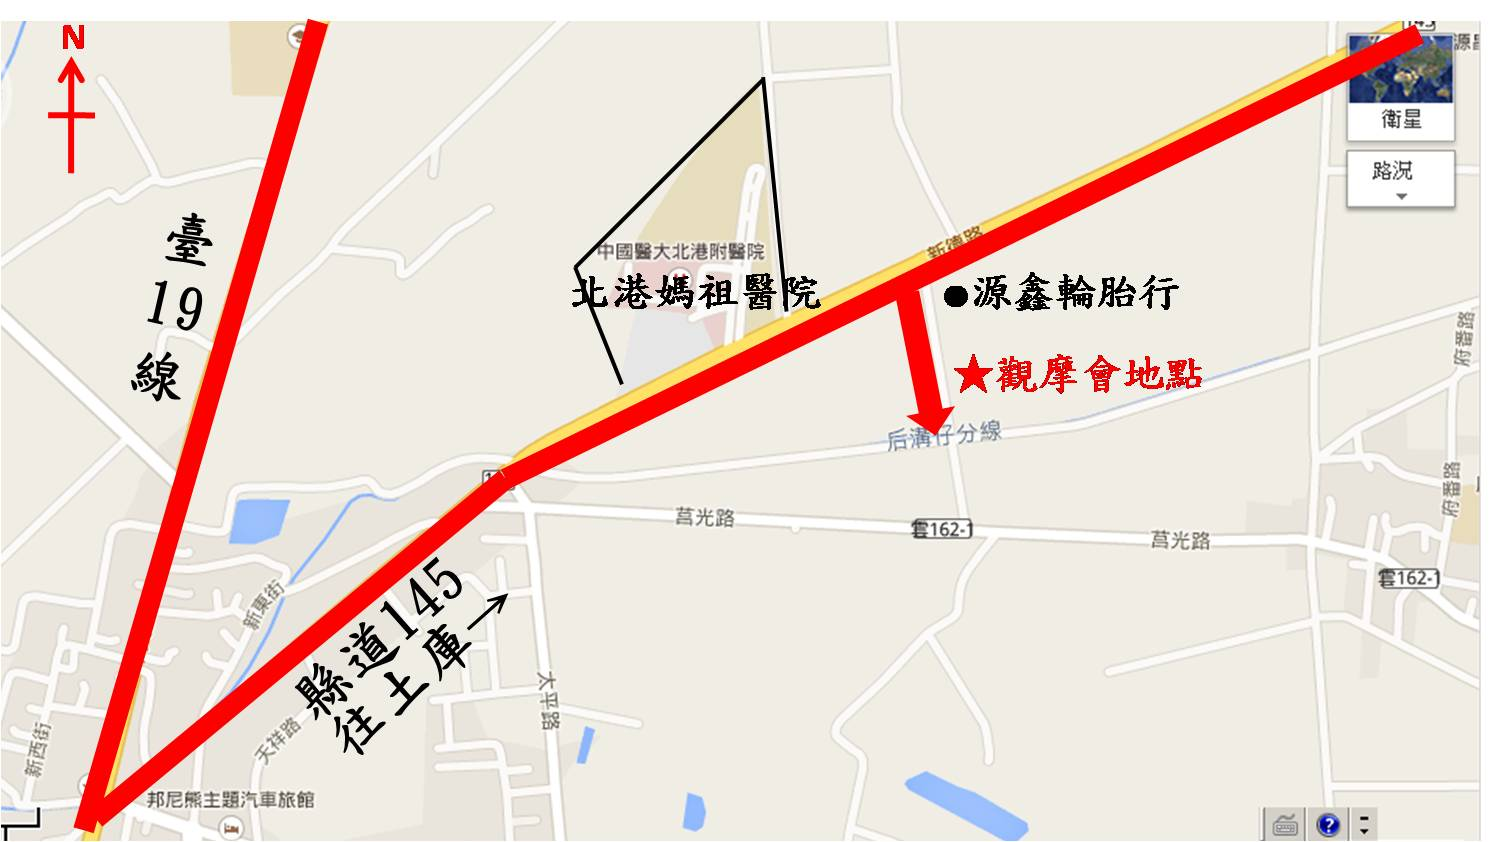 N
衛星
路況
臺
19
線
中國醫大北港附醫院
北港媽祖醫院
新德路
●源鑫輪胎行
★觀摩會地點
后溝仔分線
府番路
府番路
莒光路
雲162-1
莒光路
雲162-1
新東街
縣道145
往土庫→
太平路
天祥路
新西街
邦尼熊主題汽車旅館